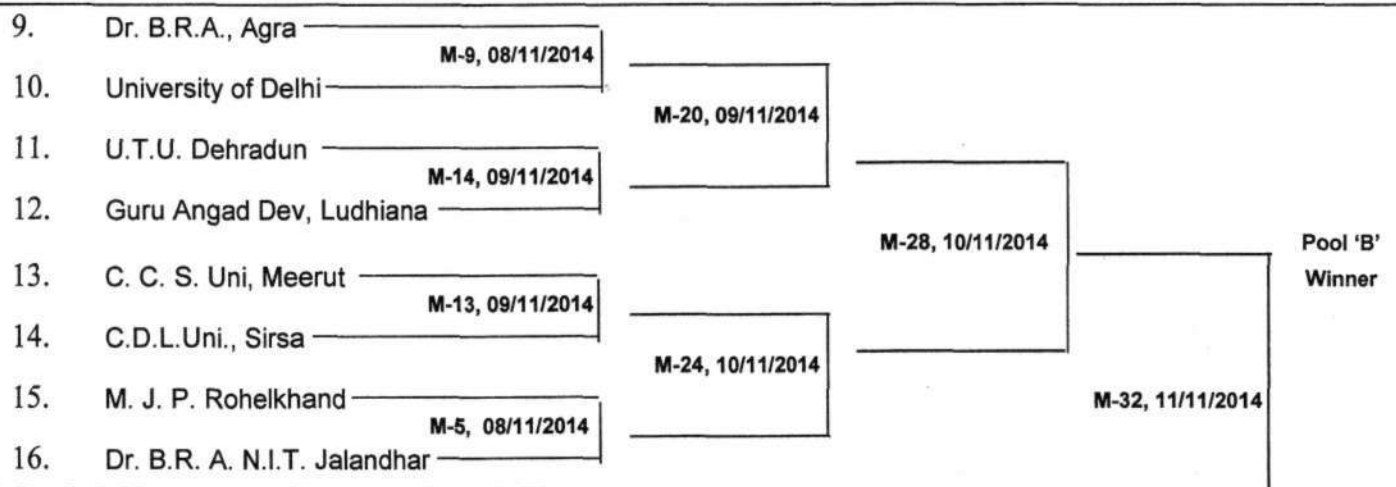 9. Dr. B.R.A., Agra
M-9, 08/11/2014
10. University of Delhi
M-20, 09/11/2014
11. U.T.U. Dehradun
M-14, 09/11/2014
12. Guru Angad Dev, Ludhiana
M-28, 10/11/2014
Pool ‘B’
Winner
13. C. C. S. Uni, Meerut
M-13, 09/11/2014
14. C.D.L.Uni., Sirsa
M-24, 10/11/2014
15. M. J. P. Rohelkhand
M-32, 11/11/2014
M-5, 08/11/2014
16. Dr. B.R. A. N.I.T. Jalandhar